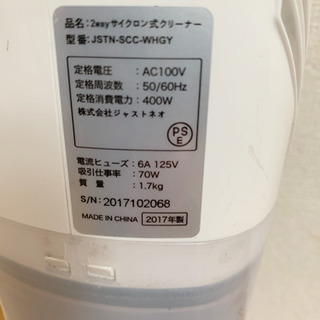 品名：2wayサイクロン式クリーナー
型番：JSTN-SCC-WHGY
定格電圧：AC100V
定格周波数：50/60Hz
定格消費電力：400W
株式会社ジャストネオ
PS
E
電流ヒューズ：6A 125V
吸引仕事率：70W
質量：1.7kg
S/N:2017102068
MADE IN CHINA 2017年製